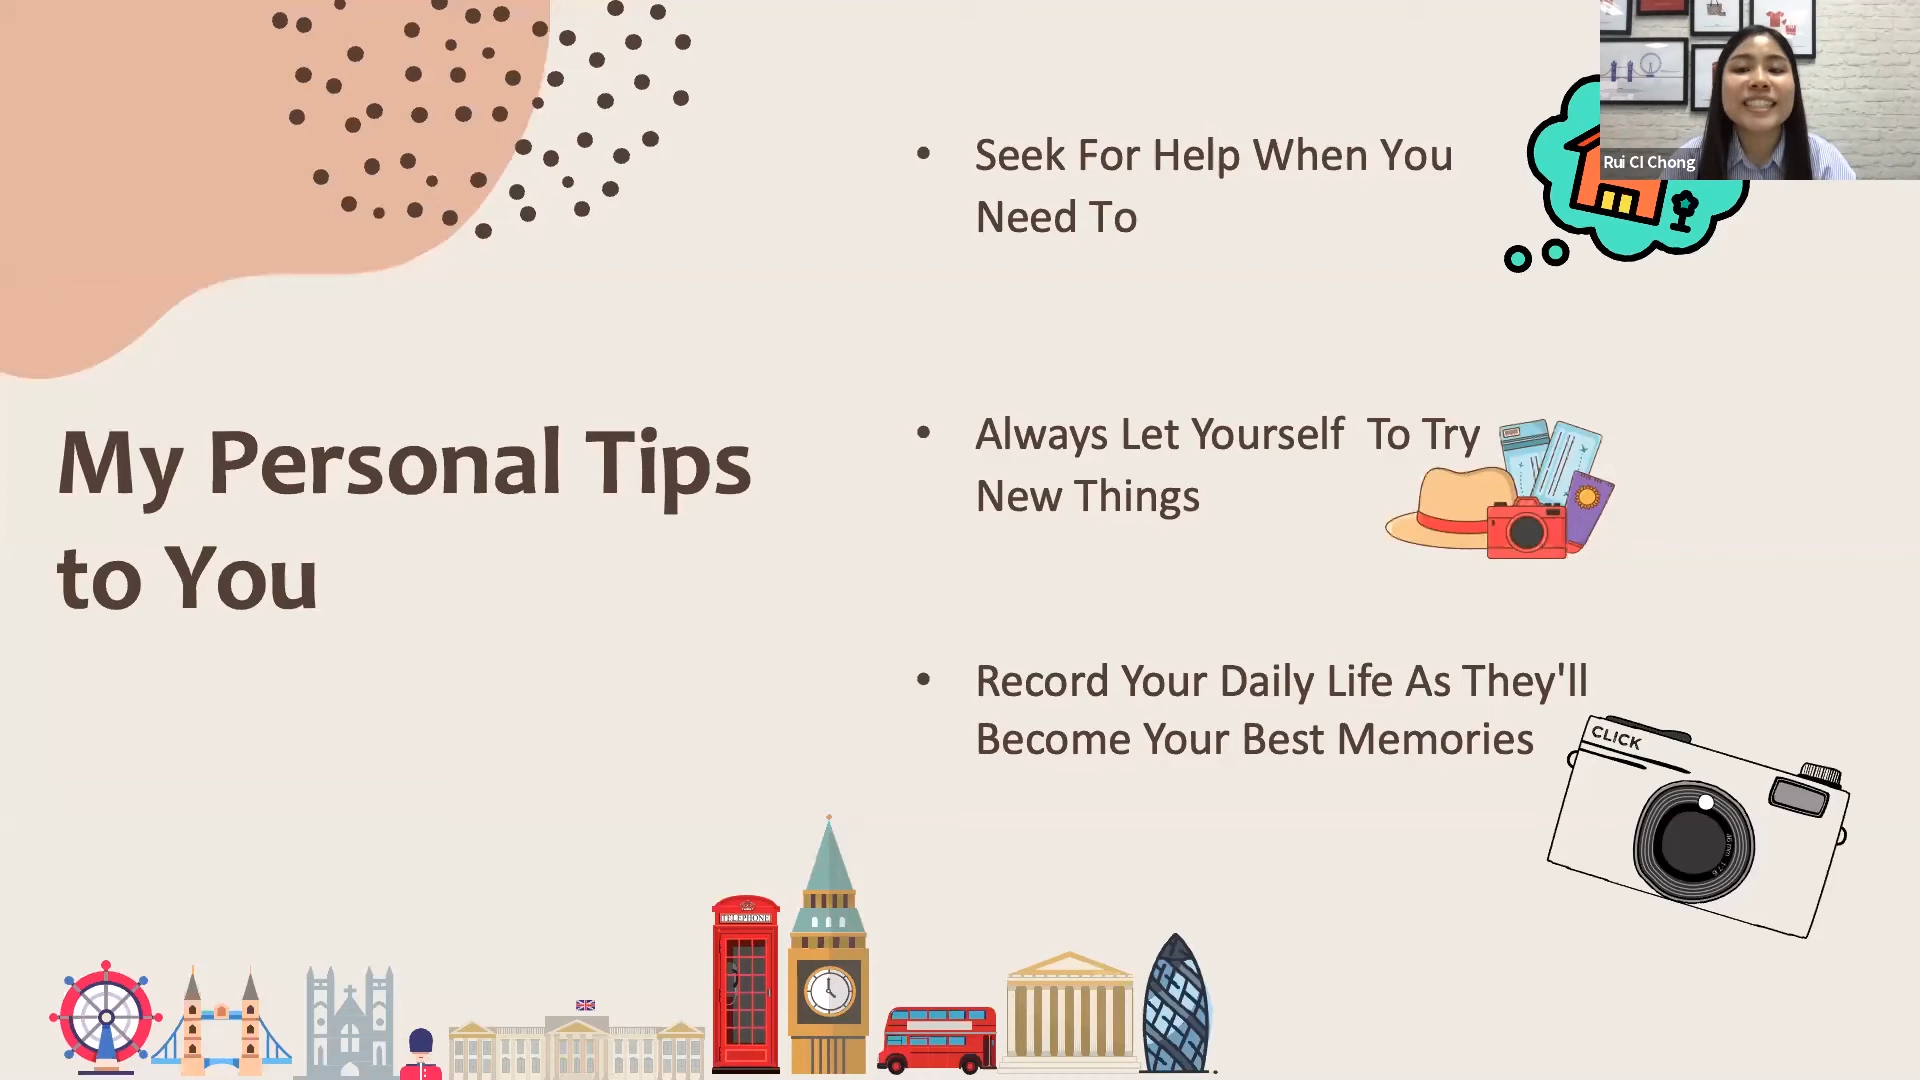 Rui CI Chong
My Personal Tips
to You
• Seek For Help When You
Need To
• Always Let Yourself To Try
New Things
• Record Your Daily Life As They'll
Become Your Best Memories
CLICK
TELEPHONE